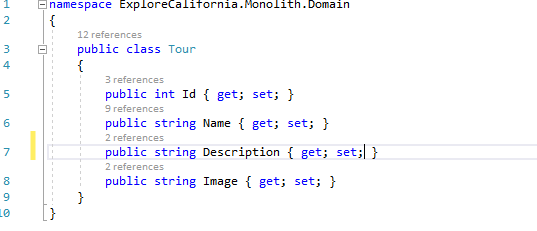 1 namespace ExploreCalifornia.Monolith.Domain
2 {
12 references
3 public class Tour
4 {
3 references
5 public int Id { get; set; }
9 references
6 public string Name { get; set; }
2 references
7 public string Description { get; set; }
2 references
8 public string Image { get; set; }
9 }
10 }